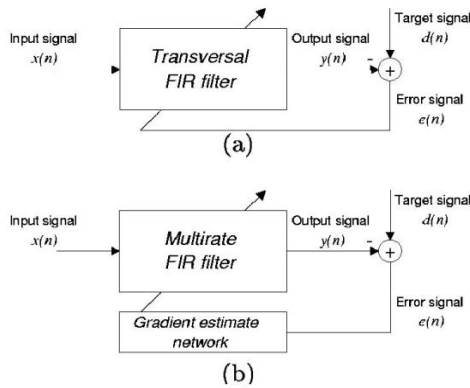 Input signal
x(n)
Transversal
FIR filter
Output signal
y(n)
Target signal
d(n)
-
+
Error signal
e(n)
(a)
Input signal
x(n)
Multirate
FIR filter
Output signal
y(n)
Target signal
d(n)
-
+
Error signal
e(n)
Gradient estimate
network
(b)